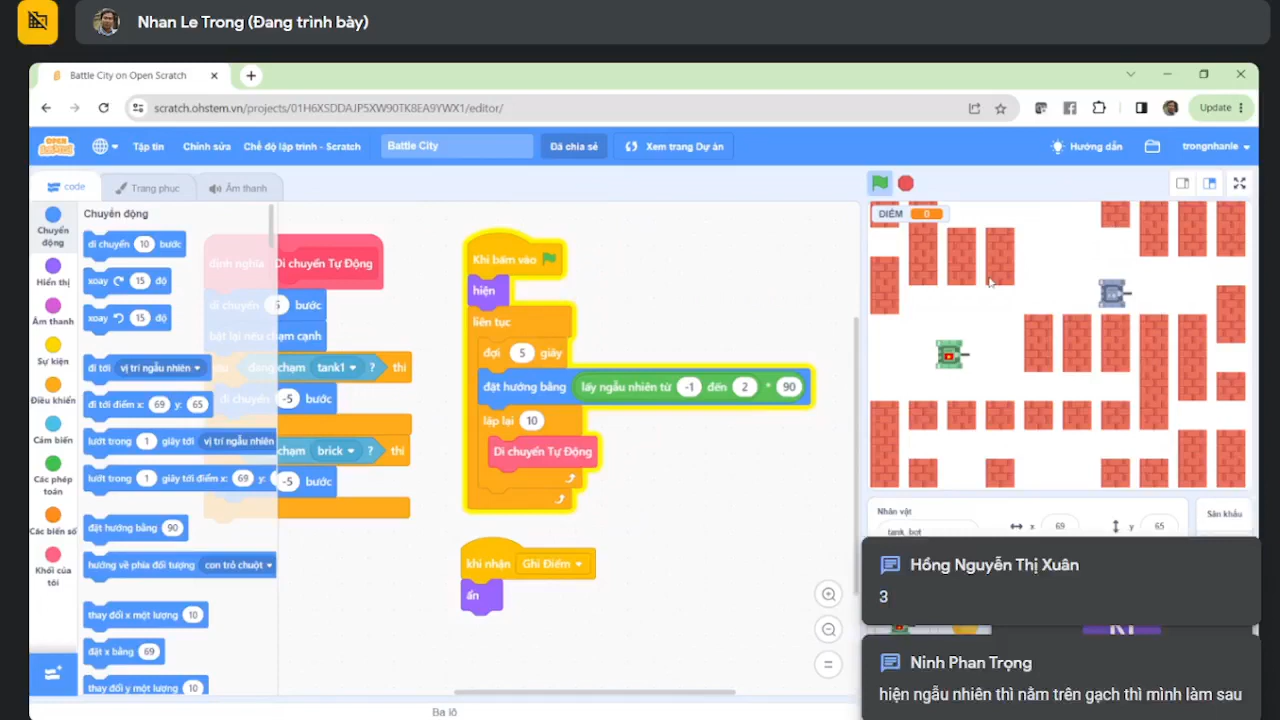 Nhan Le Trong (Đang trình bày)
Battle City on Open Scratch
scratch.ohstem.vn/projects/01H6XSDDAJP5XW90TK8EA9YWX1/editor/
Update
OPEN
Tập tin
Chỉnh sửa
Chế độ lập trình - Scratch
Battle City
Đã chia sẻ
Xem trang Dự án
Hướng dẫn
trongnhanle
code
Trang phục
Âm thanh
Chuyển động
Hiển thị
Âm thanh
Sự kiện
Điều khiển
Cảm biến
Các phép toán
Các biến số
Khối của tôi
Chuyển động
di chuyển 10 bước
xoay 15 độ
xoay 15 độ
đi tới vị trí ngẫu nhiên
đi tới điểm x: 69 y: 65
lướt trong 1 giây tới vị trí ngẫu nhiên
lướt trong 1 giây tới điểm x: 69 y:
đặt hướng bằng 90
hướng về phía đối tượng con trỏ chuột
thay đổi x một lượng 10
đặt x bằng 69
thay đổi y một lượng 10
định nghĩa Di chuyển Tự Động
di chuyển 5 bước
bật lại nếu chạm cạnh
đang chạm tank1 ? thì
di chuyển -5 bước
chạm brick ? thì
-5 bước
Khi bấm vào
hiện
liên tục
đợi 5 giây
đặt hướng bằng lấy ngẫu nhiên từ -1 đến 2 * 90
lặp lại 10
Di chuyển Tự Động
khi nhận Ghi Điểm
ẩn
Ba lô
ĐIỂM 0
Nhân vật
tank_bot
x 69
y 65
Sân khấu
Hồng Nguyễn Thị Xuân
3
Ninh Phan Trọng
hiện ngẫu nhiên thì nằm trên gạch thì mình làm sau